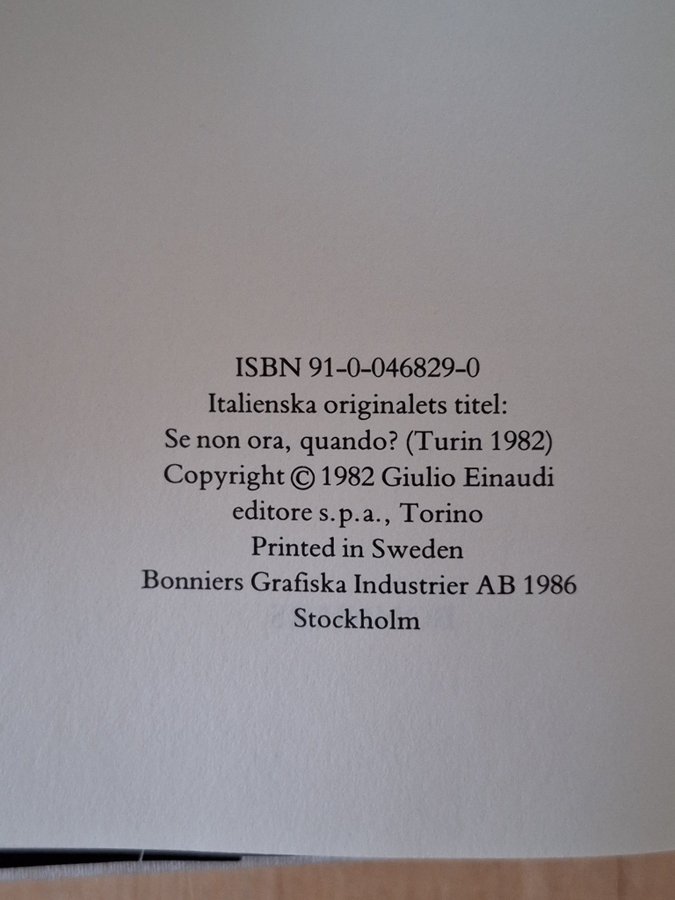 ISBN 91-0-046829-0
Italienska originalets titel:
Se non ora, quando? (Turin 1982)
Copyright © 1982 Giulio Einaudi
editore s.p.a., Torino
Printed in Sweden
Bonniers Grafiska Industrier AB 1986
Stockholm